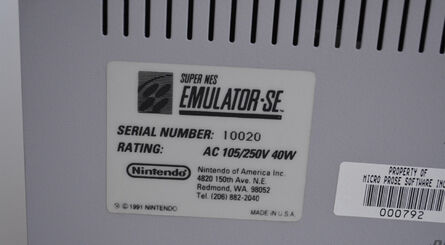 SUPER NES
EMULATOR-SE™
SERIAL NUMBER: 10020
RATING: AC 105/250V 40W
Nintendo®
Nintendo of America Inc.
4820 150th Ave. N.E.
Redmond, WA. 98052
Tel. (206) 882-2040
© 1991 NINTENDO
MADE IN U.S.A.
PROPERTY OF
MICRO PROSE SOFTWARE INC
000792